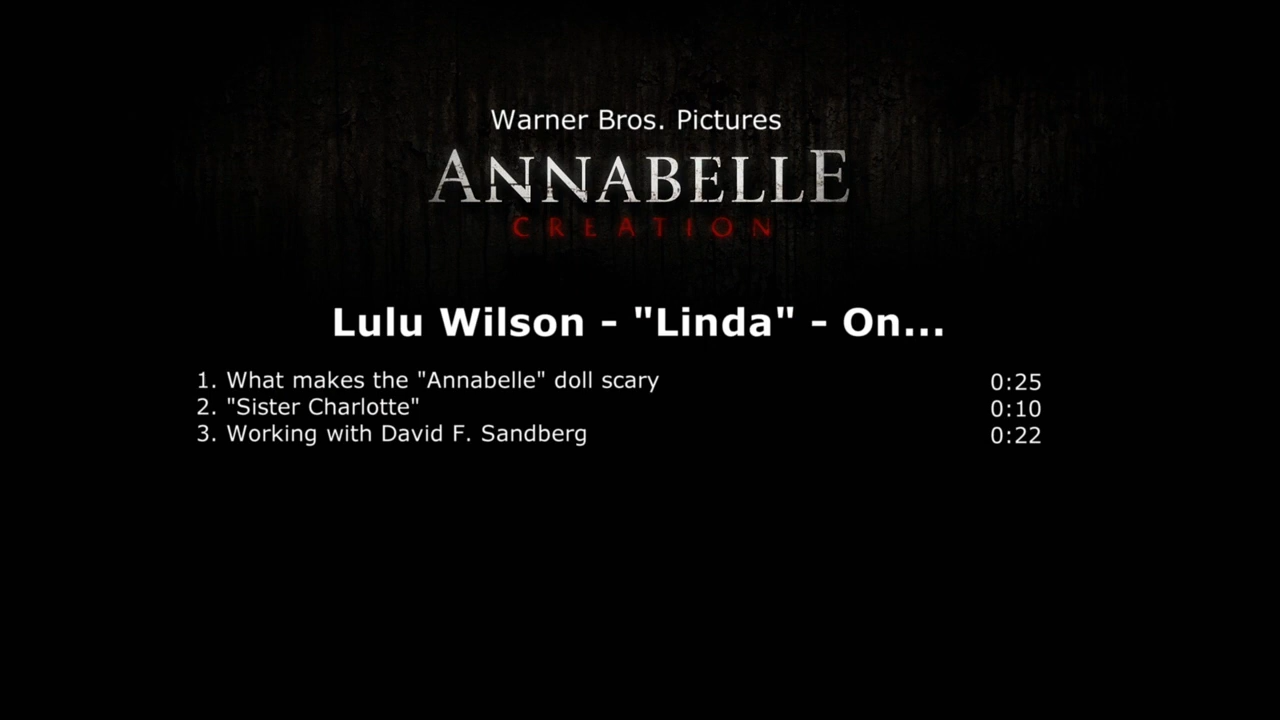 Warner Bros. Pictures
ANNABELLE
CREATION
Lulu Wilson - "Linda" - On...
1. What makes the "Annabelle" doll scary 0:25
2. "Sister Charlotte" 0:10
3. Working with David F. Sandberg 0:22